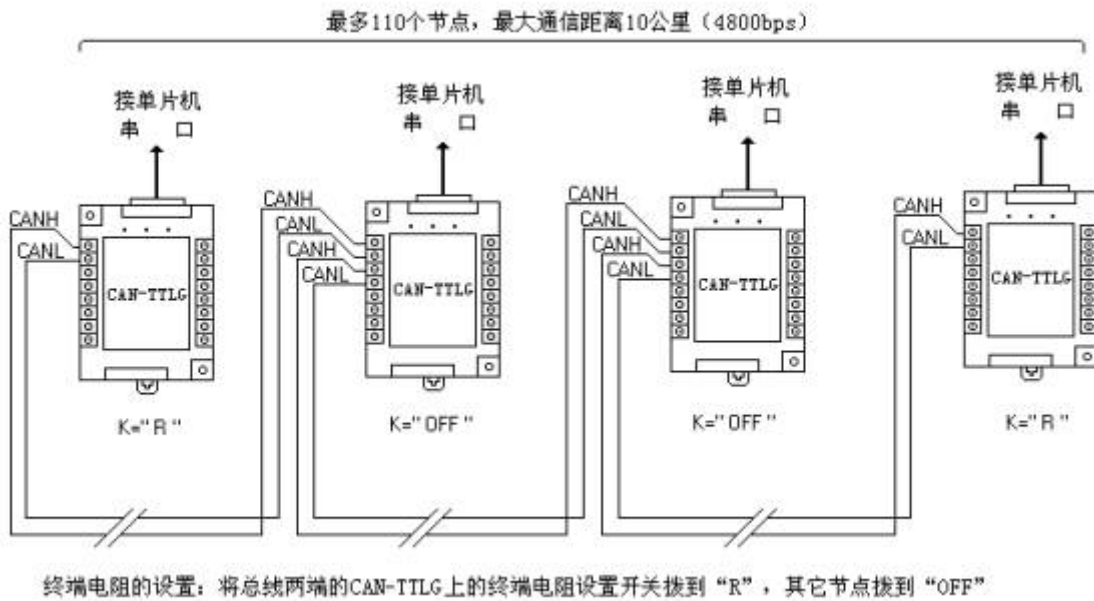 最多110个节点，最大通信距离10公里（4800bps）
接单片机
串 口
接单片机
串 口
接单片机
串 口
接单片机
串 口
CANH
CANL
CAN-TTLG
K="R"
CANH
CANL
CANH
CANL
CAN-TTLG
K="OFF"
CANH
CANL
CANH
CANL
CAN-TTLG
K="OFF"
CANH
CANL
CAN-TTLG
K="R"
终端电阻的设置：将总线两端的CAN-TTLG上的终端电阻设置开关拨到“R”，其它节点拨到“OFF”